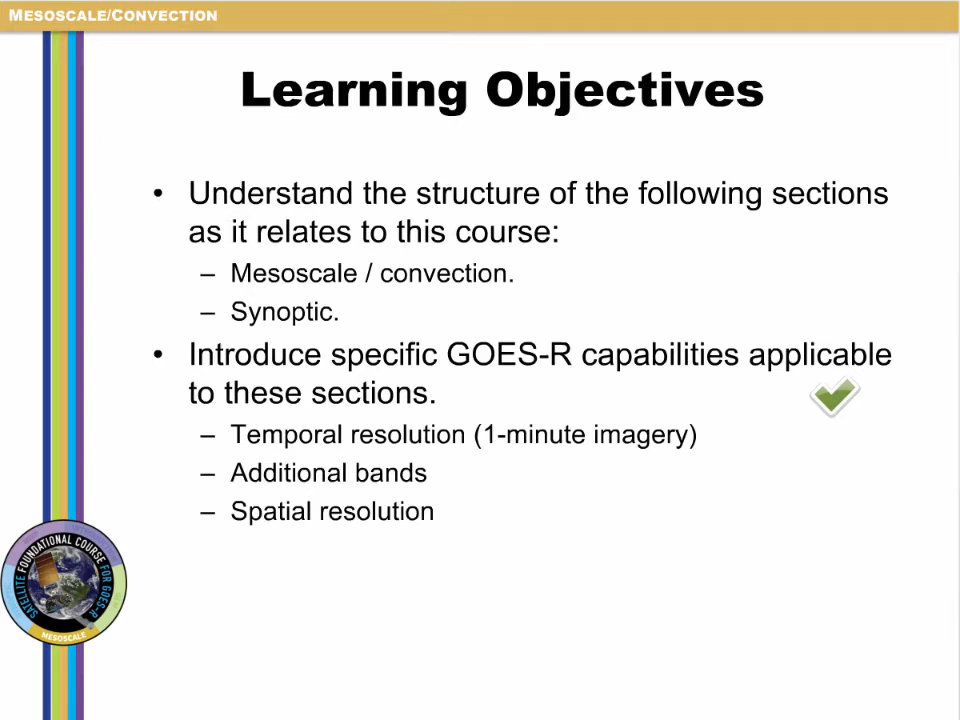 MESOSCALE/CONVECTION
Learning Objectives
• Understand the structure of the following sections
as it relates to this course:
– Mesoscale / convection.
– Synoptic.
• Introduce specific GOES-R capabilities applicable
to these sections.
– Temporal resolution (1-minute imagery)
– Additional bands
– Spatial resolution
SATELLITE FOUNDATIONAL COURSE FOR GOES-R
MESOSCALE